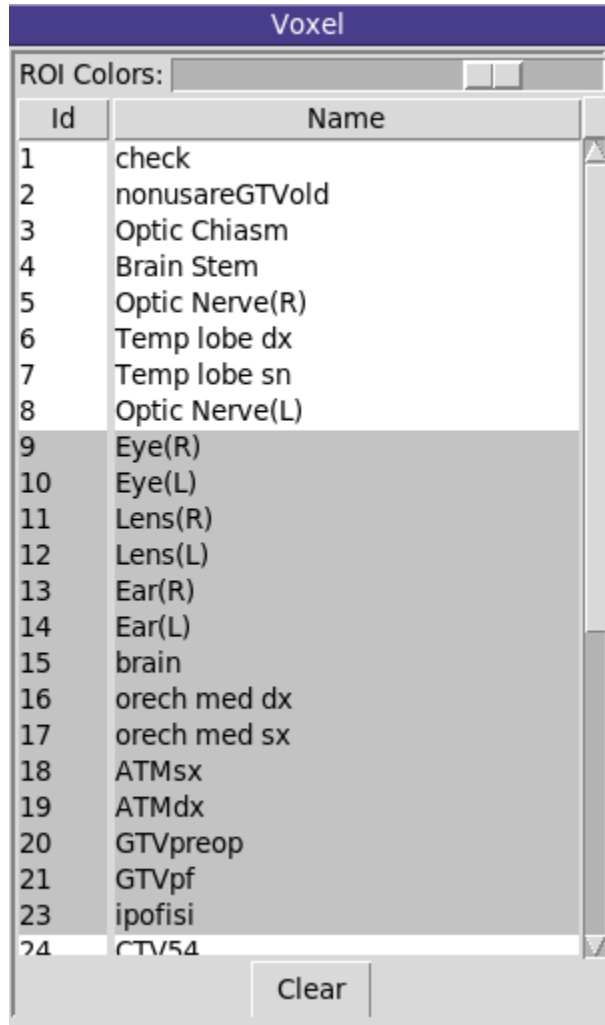 Voxel
ROI Colors:
Id Name
1 check
2 nonusareGTVold
3 Optic Chiasm
4 Brain Stem
5 Optic Nerve(R)
6 Temp lobe dx
7 Temp lobe sn
8 Optic Nerve(L)
9 Eye(R)
10 Eye(L)
11 Lens(R)
12 Lens(L)
13 Ear(R)
14 Ear(L)
15 brain
16 orech med dx
17 orech med sx
18 ATMsx
19 ATMdx
20 GTVpreop
21 GTVpf
23 ipofisi
24 CTV54
Clear